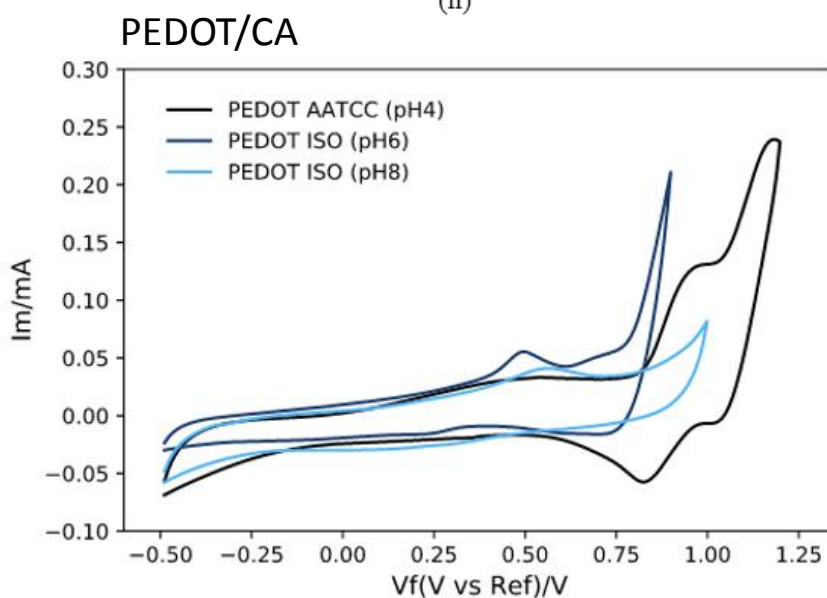 (ii)
PEDOT/CA
0.30
0.25
0.20
0.15
0.10
0.05
0.00
−0.05
−0.10
Im/mA
PEDOT AATCC (pH4)
PEDOT ISO (pH6)
PEDOT ISO (pH8)
−0.50 −0.25 0.00 0.25 0.50 0.75 1.00 1.25
Vf(V vs Ref)/V